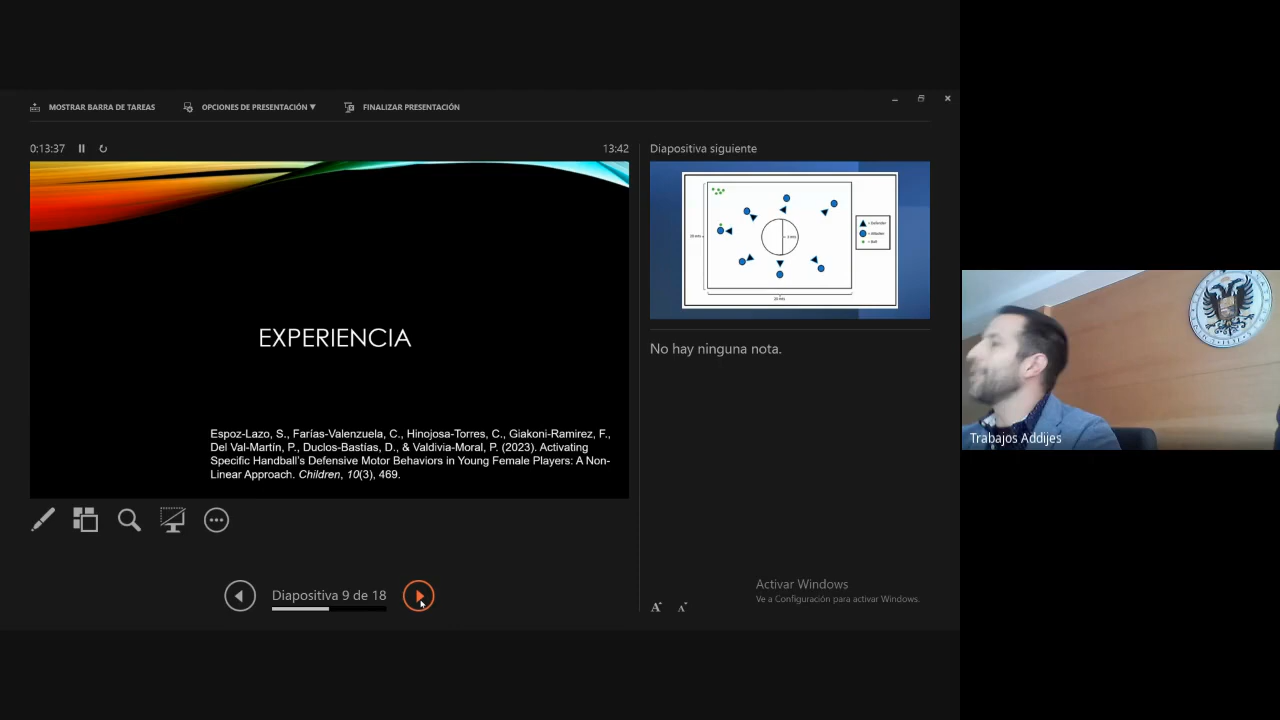 MOSTRAR BARRA DE TAREAS
OPCIONES DE PRESENTACIÓN
FINALIZAR PRESENTACIÓN
0:13:37
13:42
Diapositiva siguiente
EXPERIENCIA
Espoz-Lazo, S., Farías-Valenzuela, C., Hinojosa-Torres, C., Giakoni-Ramirez, F.,
Del Val-Martín, P., Duclos-Bastías, D., & Valdivia-Moral, P. (2023). Activating
Specific Handball's Defensive Motor Behaviors in Young Female Players: A Non-
Linear Approach. Children, 10(3), 469.
No hay ninguna nota.
Diapositiva 9 de 18
Activar Windows
Ve a Configuración para activar Windows.
A
A
Trabajos Addijes